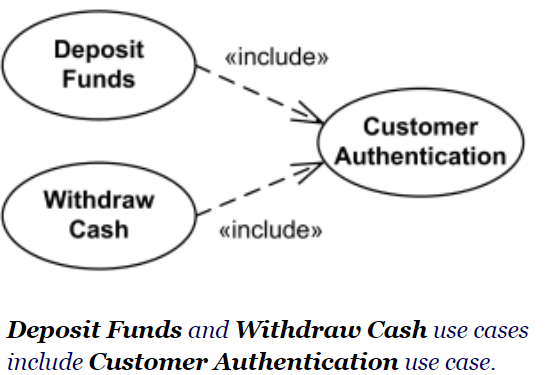 Deposit
Funds
«include»
Customer
Authentication
Withdraw
Cash
«include»
Deposit Funds and Withdraw Cash use cases
include Customer Authentication use case.